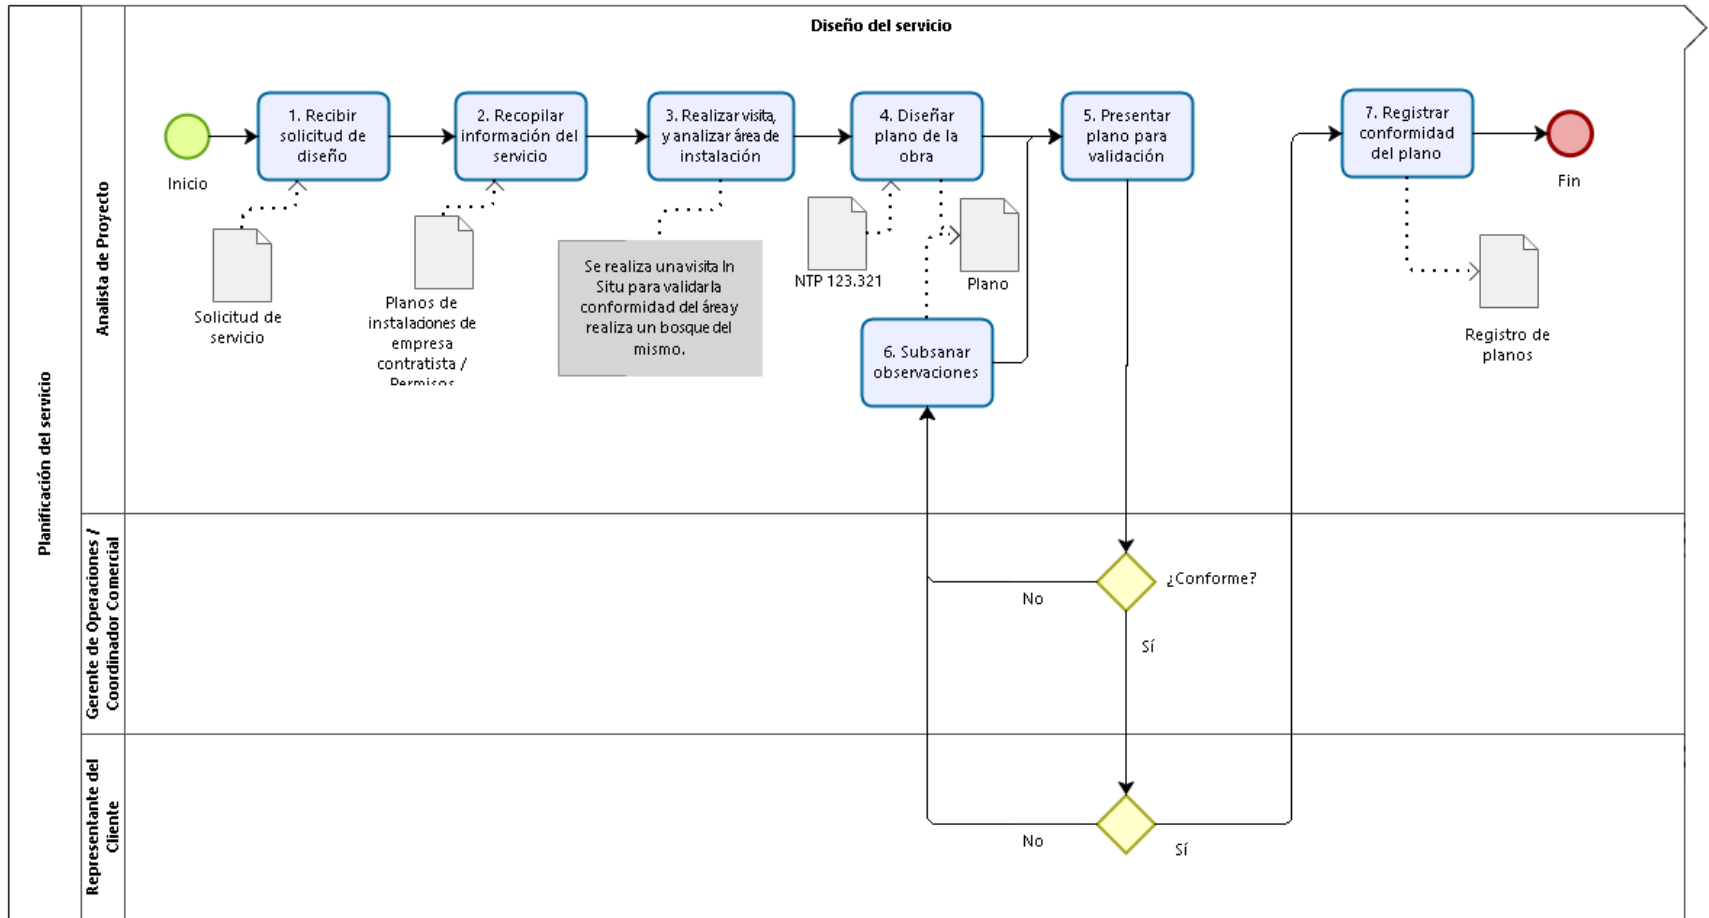 Diseño del servicio
Planificación del servicio
Analista de Proyecto
Inicio
1. Recibir
solicitud de
diseño
2. Recopilar
información del
servicio
3. Realizar visita,
y analizar área de
instalación
4. Diseñar
plano de la
obra
5. Presentar
plano para
validación
7. Registrar
conformidad
del plano
Fin
Solicitud de
servicio
Planos de
instalaciones de
empresa
contratista /
Permisos
Se realiza una visita In
Situ para validar la
conformidad del área y
realiza un bosque del
mismo.
NTP 123.321
Plano
6. Subsanar
observaciones
Registro de
planos
Gerente de Operaciones /
Coordinador Comercial
¿Conforme?
No
Sí
Representante del
Cliente
No
Sí